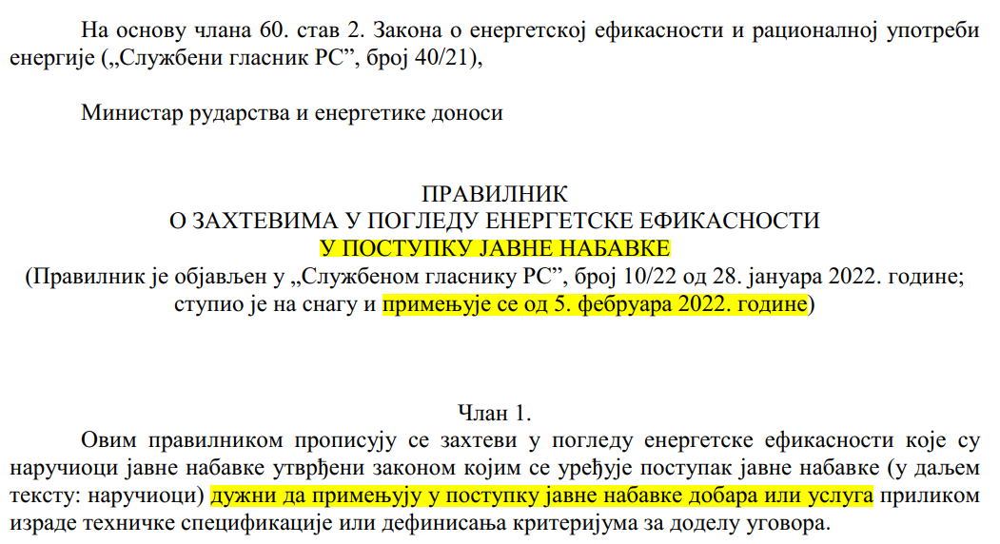 На основу члана 60. став 2. Закона о енергетској ефикасности и рационалној употреби
енергије („Службени гласник РС”, број 40/21),
Министар рударства и енергетике доноси
ПРАВИЛНИК
О ЗАХТЕВИМА У ПОГЛЕДУ ЕНЕРГЕТСКЕ ЕФИКАСНОСТИ
У ПОСТУПКУ ЈАВНЕ НАБАВКЕ
(Правилник је објављен у „Службеном гласнику РС”, број 10/22 од 28. јануара 2022. године;
ступио је на снагу и примењује се од 5. фебруара 2022. године)
Члан 1.
Овим правилником прописују се захтеви у погледу енергетске ефикасности које су
наручиоци јавне набавке утврђени законом којим се уређује поступак јавне набавке (у даљем
тексту: наручиоци) дужни да примењују у поступку јавне набавке добара или услуга приликом
израде техничке спецификације или дефинисања критеријума за доделу уговора.